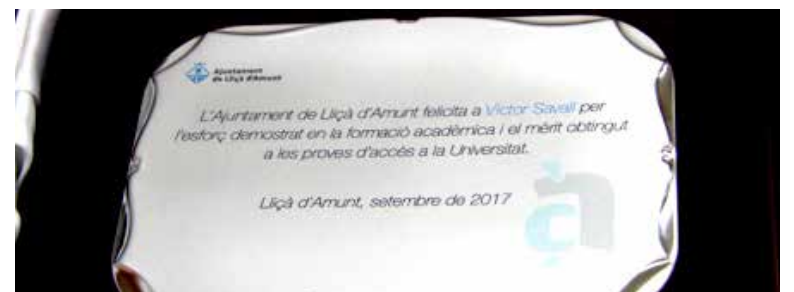 Ajuntament
de Lliçà d'Amunt
L'Ajuntament de Lliçà d'Amunt felicita a Víctor Savall per
l'esforç demostrat en la formació acadèmica i el mèrit obtingut
a les proves d'accés a la Universitat.
Lliçà d'Amunt, setembre de 2017
çà